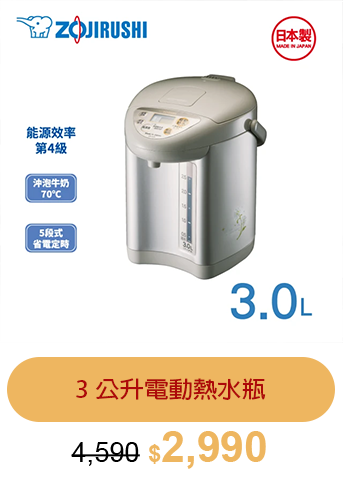 ZOJIRUSHI
日本製
MADE IN JAPAN
能源效率
第4級
沖泡牛奶
70℃
5段式
省電定時
3.0L
3.0L
3 公升電動熱水瓶
4,590 $2,990